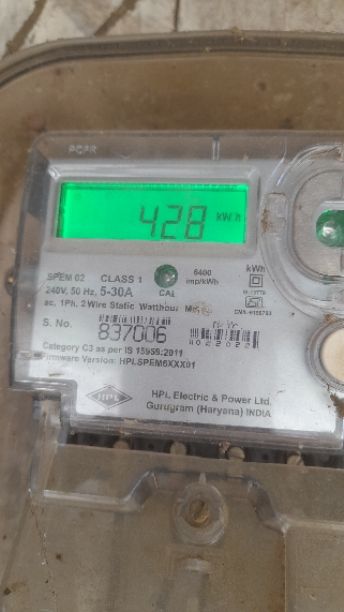 428 kWh
SPEM 02 CLASS 1
240V, 50 Hz, 5-30A CAL
6400
imp/kWh
kWh
ac, 1Ph, 2 Wire Static Watthour
S. No. 837006
Category C3 as per IS 15959:2011
Firmware Version: HPLSPEM6XXX01
HPL
HPL Electric & Power Ltd.
Gurugram (Haryana) INDIA